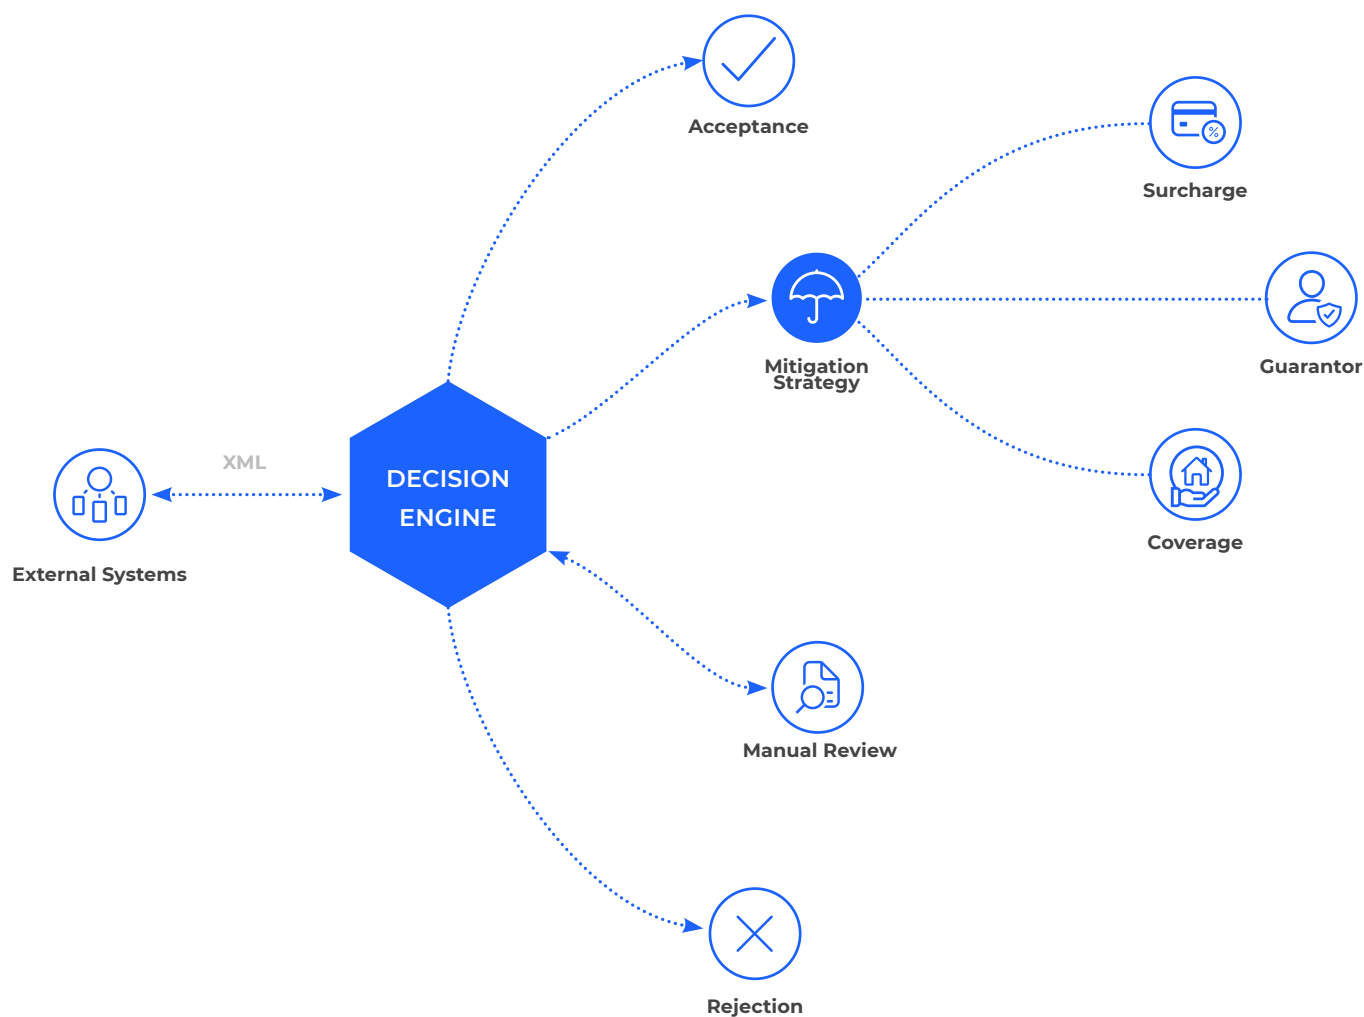 Acceptance
Surcharge
Mitigation
Strategy
Guarantor
XML
DECISION
ENGINE
External Systems
Coverage
Manual Review
Rejection